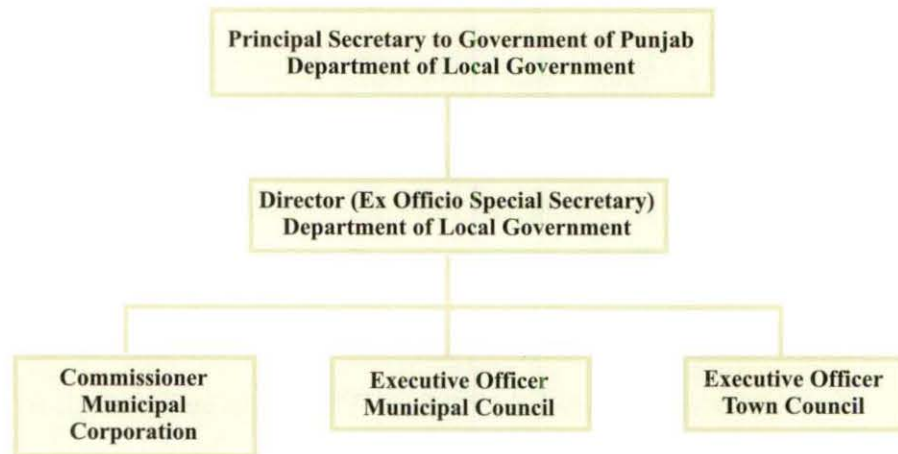 Principal Secretary to Government of Punjab
Department of Local Government
Director (Ex Officio Special Secretary)
Department of Local Government
Commissioner
Municipal
Corporation
Executive Officer
Municipal Council
Executive Officer
Town Council